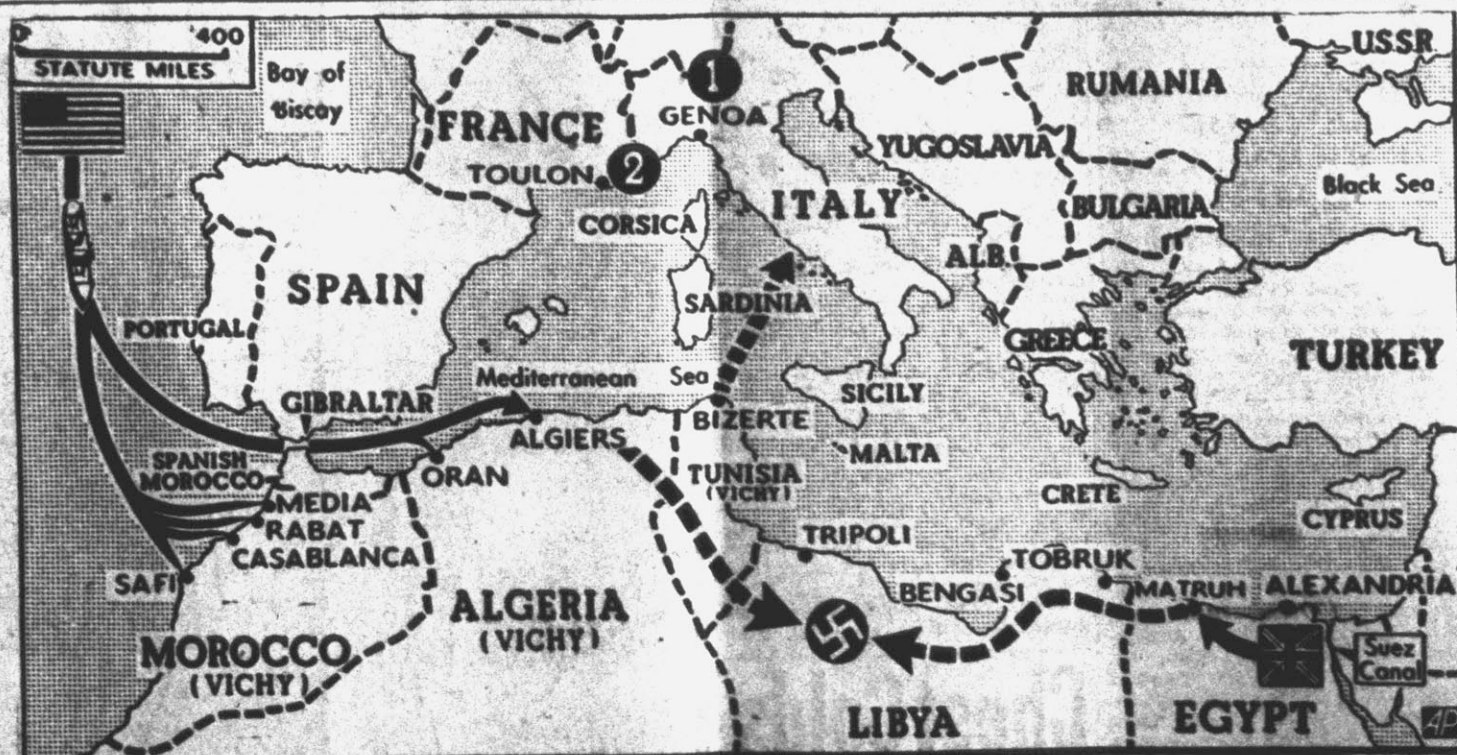 0 400
STATUTE MILES
Bay of
Biscay
FRANCE
1
GENOA
TOULON
2
CORSICA
ITALY
YUGOSLAVIA
RUMANIA
USSR
Black Sea
BULGARIA
ALB.
SPAIN
PORTUGAL
SARDINIA
GREECE
TURKEY
Mediterranean Sea
SICILY
GIBRALTAR
ALGIERS
BIZERTE
MALTA
SPANISH
MOROCCO
ORAN
TUNISIA
(VICHY)
CRETE
CYPRUS
MEDIA
RABAT
CASABLANCA
SAFI
TRIPOLI
TOBRUK
BENGASI
MATRUH
ALEXANDRIA
ALGERIA
(VICHY)
MOROCCO
(VICHY)
Suez
Canal
LIBYA
EGYPT
AP